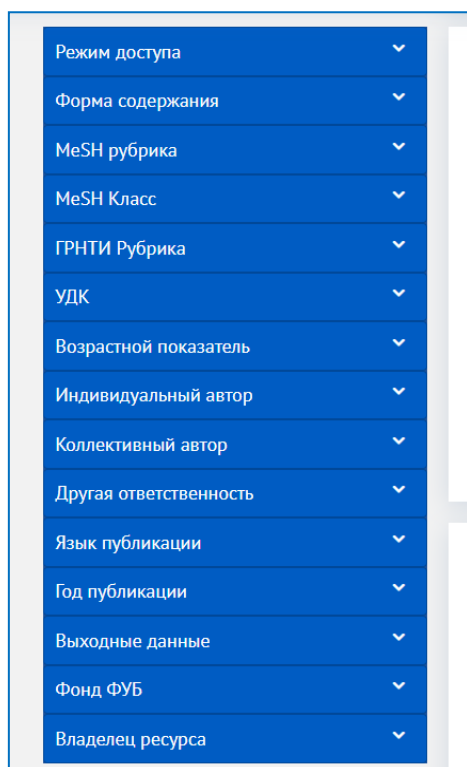 Режим доступа
Форма содержания
MeSH рубрика
MeSH Класс
ГРНТИ Рубрика
УДК
Возрастной показатель
Индивидуальный автор
Коллективный автор
Другая ответственность
Язык публикации
Год публикации
Выходные данные
Фонд ФУБ
Владелец ресурса